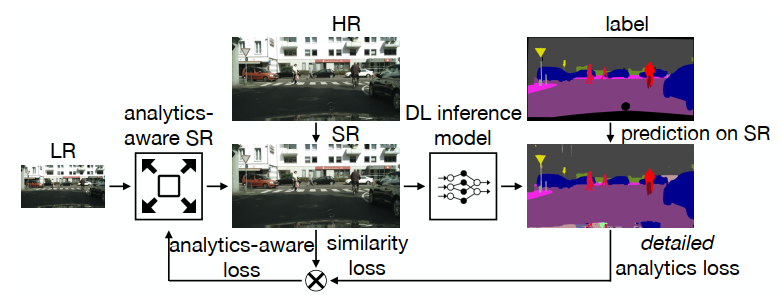 HR
label
analytics-
aware SR
SR
DL inference
model
prediction on SR
LR
analytics-aware
loss
similarity
loss
detailed
analytics loss